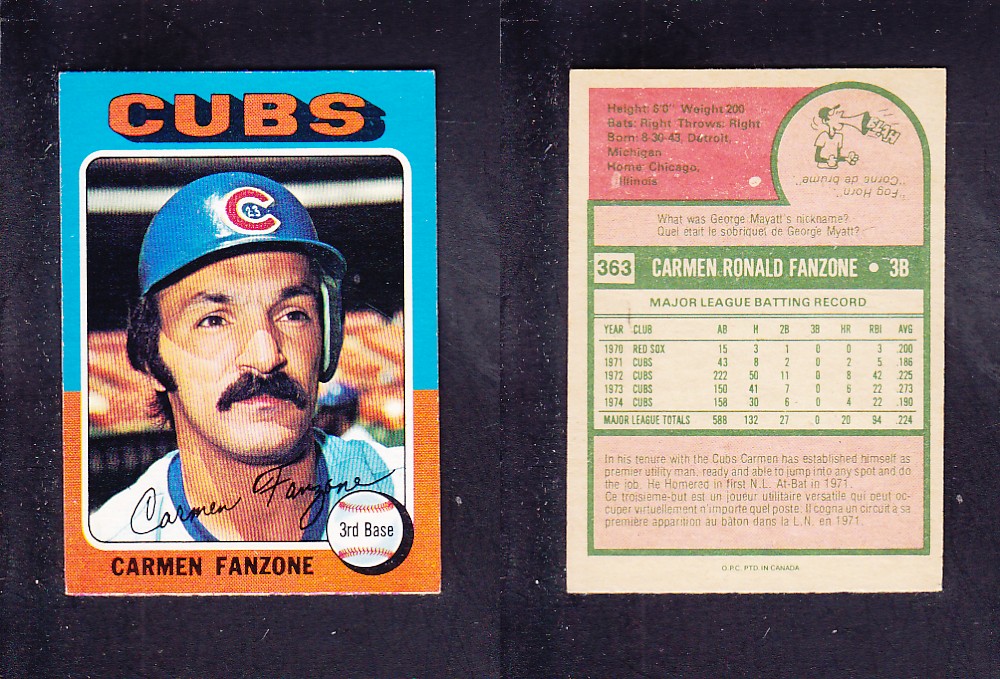 CUBS
C
23
Carmen Fanzone
3rd Base
CARMEN FANZONE
Height: 6'0" Weight 200
Bats: Right Throws: Right
Born: 8-30-43, Detroit,
Michigan
Home: Chicago,
Illinois
"Fog Horn"
"Corne de brume"
What was George Mayatt's nickname?
Quel était le sobriquet de George Myatt?
363 CARMEN RONALD FANZONE • 3B
MAJOR LEAGUE BATTING RECORD
YEAR CLUB AB H 2B 3B HR RBI AVG
1970 RED SOX 15 3 1 0 0 3 .200
1971 CUBS 43 8 2 0 2 5 .186
1972 CUBS 222 50 11 0 8 42 .225
1973 CUBS 150 41 7 0 6 22 .273
1974 CUBS 158 30 6 0 4 22 .190
MAJOR LEAGUE TOTALS 588 132 27 0 20 94 .224
In his tenure with the Cubs Carmen has established himself as
premier utility man, ready and able to jump into any spot and do
the job. He Homered in first N.L. At-Bat in 1971.
Ce troisième-but est un joueur utilitaire versatile qui peut oc-
cuper virtuellement n'importe quel poste. Il cogna un circuit à sa
première apparition au bâton dans la L.N. en 1971.
O.P.C. PTD. IN CANADA